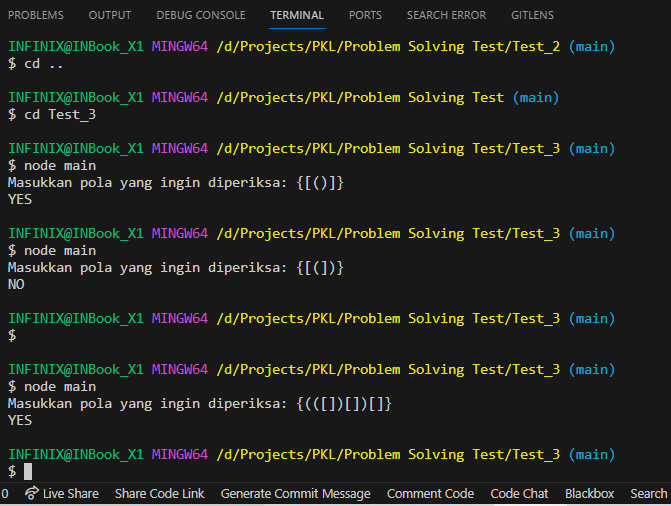 PROBLEMS OUTPUT DEBUG CONSOLE TERMINAL PORTS SEARCH ERROR GITLENS
INFINIX@INBook_X1 MINGW64 /d/Projects/PKL/Problem Solving Test/Test_2 (main)
$ cd ..
INFINIX@INBook_X1 MINGW64 /d/Projects/PKL/Problem Solving Test (main)
$ cd Test_3
INFINIX@INBook_X1 MINGW64 /d/Projects/PKL/Problem Solving Test/Test_3 (main)
$ node main
Masukkan pola yang ingin diperiksa: {[()]}
YES
INFINIX@INBook_X1 MINGW64 /d/Projects/PKL/Problem Solving Test/Test_3 (main)
$ node main
Masukkan pola yang ingin diperiksa: {[(])}
NO
INFINIX@INBook_X1 MINGW64 /d/Projects/PKL/Problem Solving Test/Test_3 (main)
$
INFINIX@INBook_X1 MINGW64 /d/Projects/PKL/Problem Solving Test/Test_3 (main)
$ node main
Masukkan pola yang ingin diperiksa: {(([])[])[]}
YES
INFINIX@INBook_X1 MINGW64 /d/Projects/PKL/Problem Solving Test/Test_3 (main)
$
0 Live Share Share Code Link Generate Commit Message Comment Code Code Chat Blackbox Search